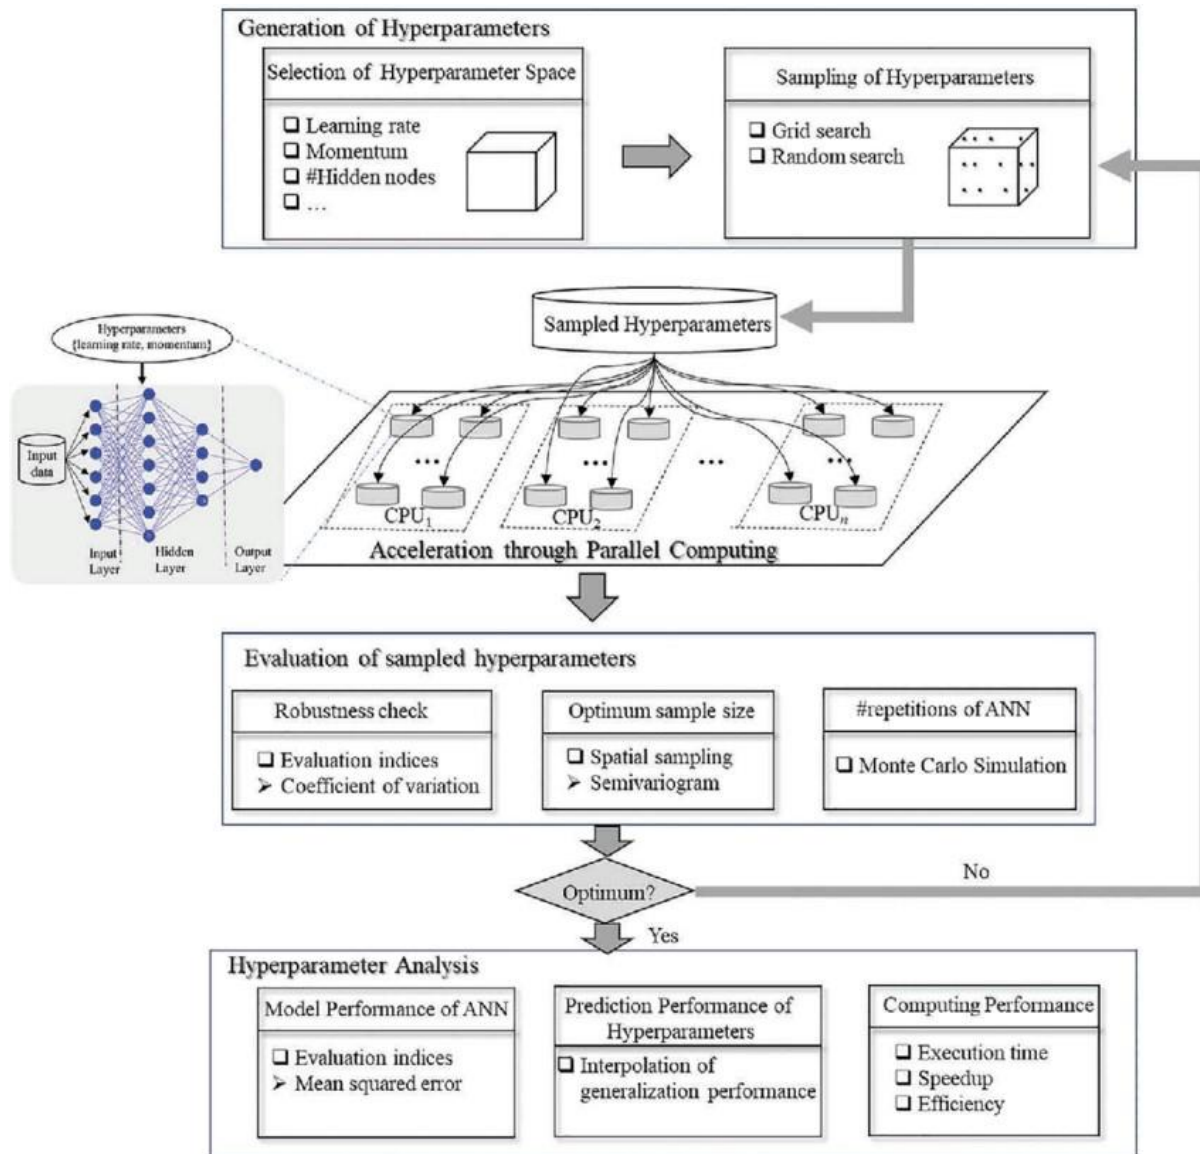 Generation of Hyperparameters
Selection of Hyperparameter Space
❑ Learning rate
❑ Momentum
❑ #Hidden nodes
❑ ...
Sampling of Hyperparameters
❑ Grid search
❑ Random search
Sampled Hyperparameters
Hyperparameters
{learning rate, momentum}
Input
data
Input
Layer
Hidden
Layer
Output
Layer
...
...
...
...
CPU1
CPU2
CPUn
Acceleration through Parallel Computing
Evaluation of sampled hyperparameters
Robustness check
❑ Evaluation indices
➢ Coefficient of variation
Optimum sample size
❑ Spatial sampling
➢ Semivariogram
#repetitions of ANN
❑ Monte Carlo Simulation
Optimum?
No
Yes
Hyperparameter Analysis
Model Performance of ANN
❑ Evaluation indices
➢ Mean squared error
Prediction Performance of
Hyperparameters
❑ Interpolation of
generalization performance
Computing Performance
❑ Execution time
❑ Speedup
❑ Efficiency